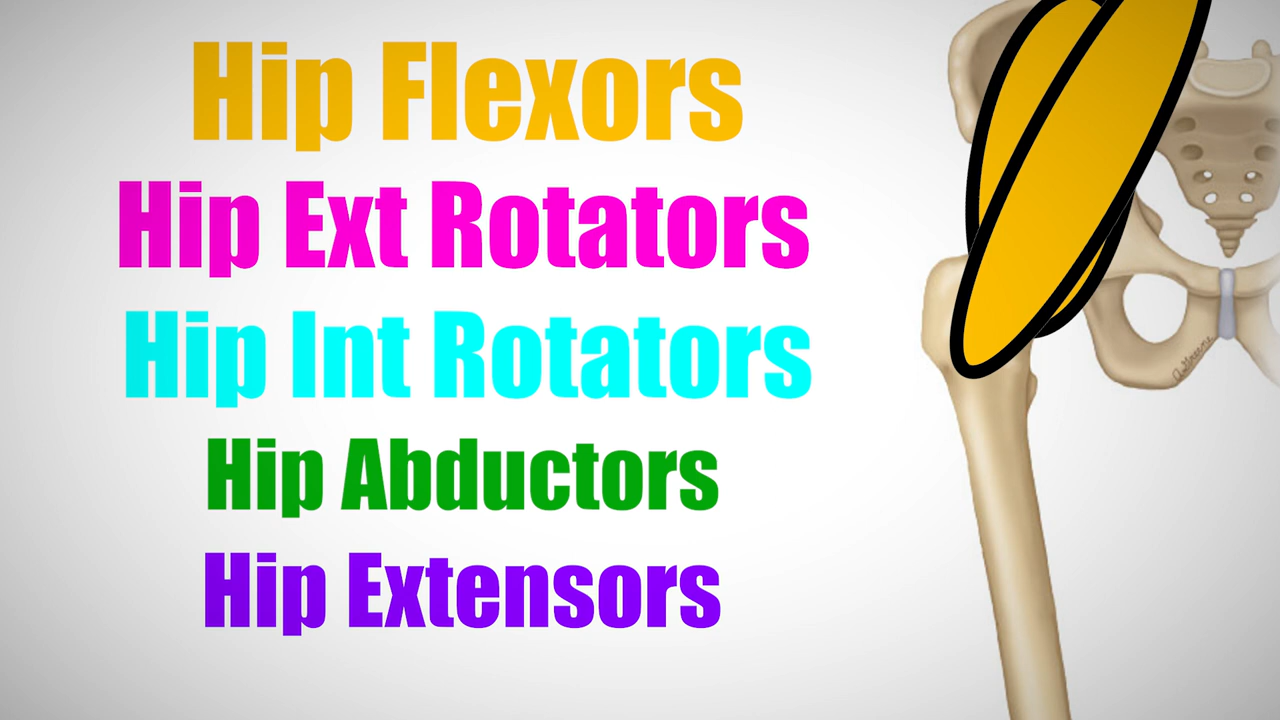 Hip Flexors
Hip Ext Rotators
Hip Int Rotators
Hip Abductors
Hip Extensors